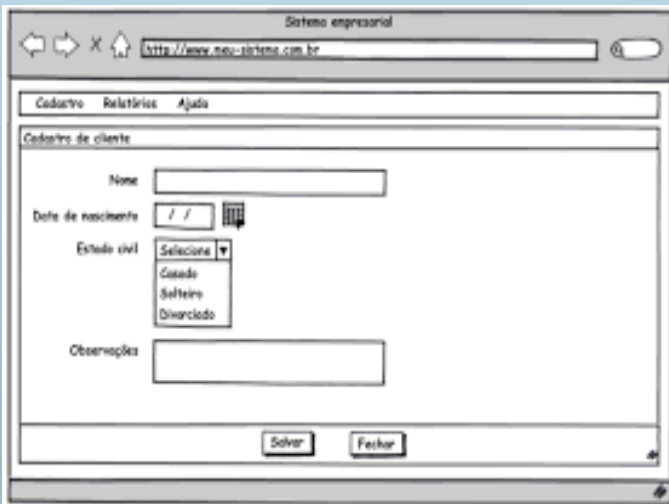 Sistema empresarial
http://www.meu-sistema.com.br
Cadastro Relatórios Ajuda
Cadastro de cliente
Nome
Data de nascimento / /
Estado civil Selecione
Casado
Solteiro
Divorciado
Observações
Salvar Fechar